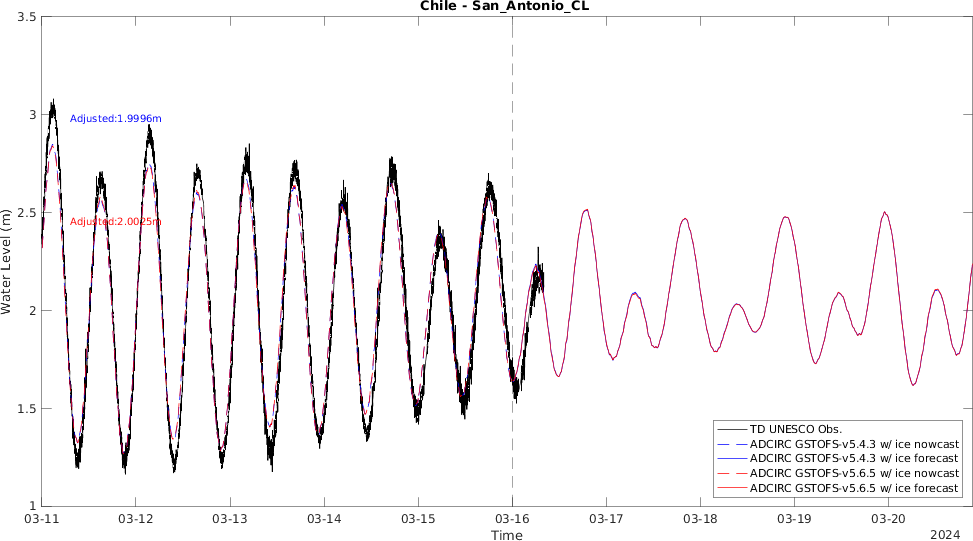 Chile - San_Antonio_CL
3.5
3
2.5
2
1.5
1
Water Level (m)
Adjusted:1.9996m
Adjusted:2.0025m
TD UNESCO Obs.
ADCIRC GSTOFS-v5.4.3 w/ ice nowcast
ADCIRC GSTOFS-v5.4.3 w/ ice forecast
ADCIRC GSTOFS-v5.6.5 w/ ice nowcast
ADCIRC GSTOFS-v5.6.5 w/ ice forecast
03-11 03-12 03-13 03-14 03-15 03-16 03-17 03-18 03-19 03-20
Time
2024